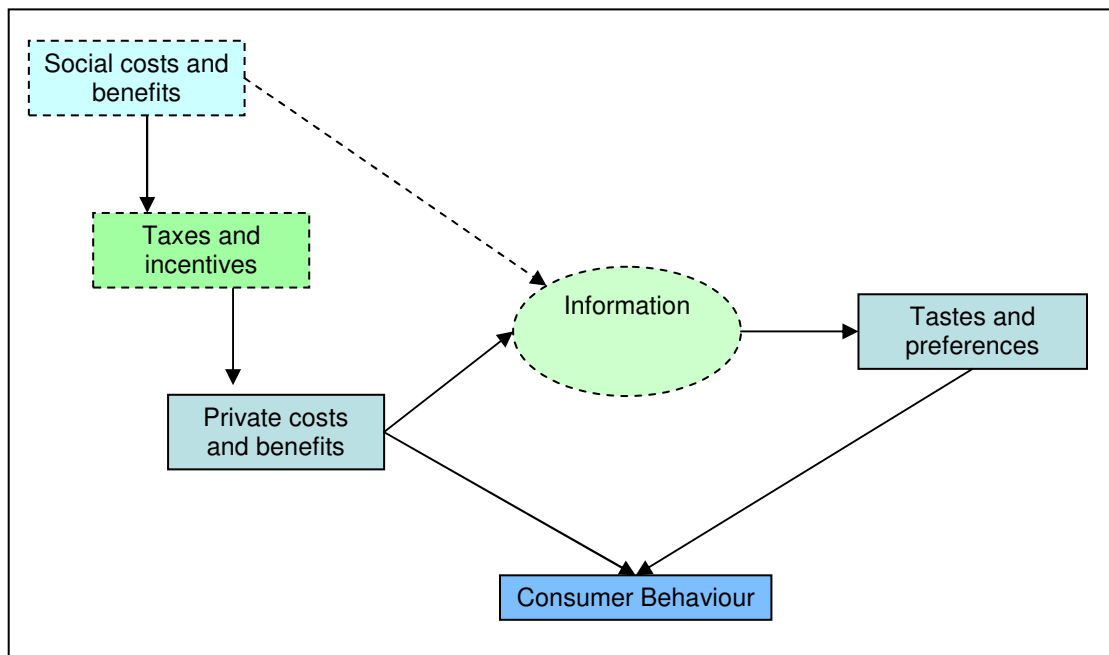 Social costs and
benefits
Taxes and
incentives
Information
Tastes and
preferences
Private costs
and benefits
Consumer Behaviour